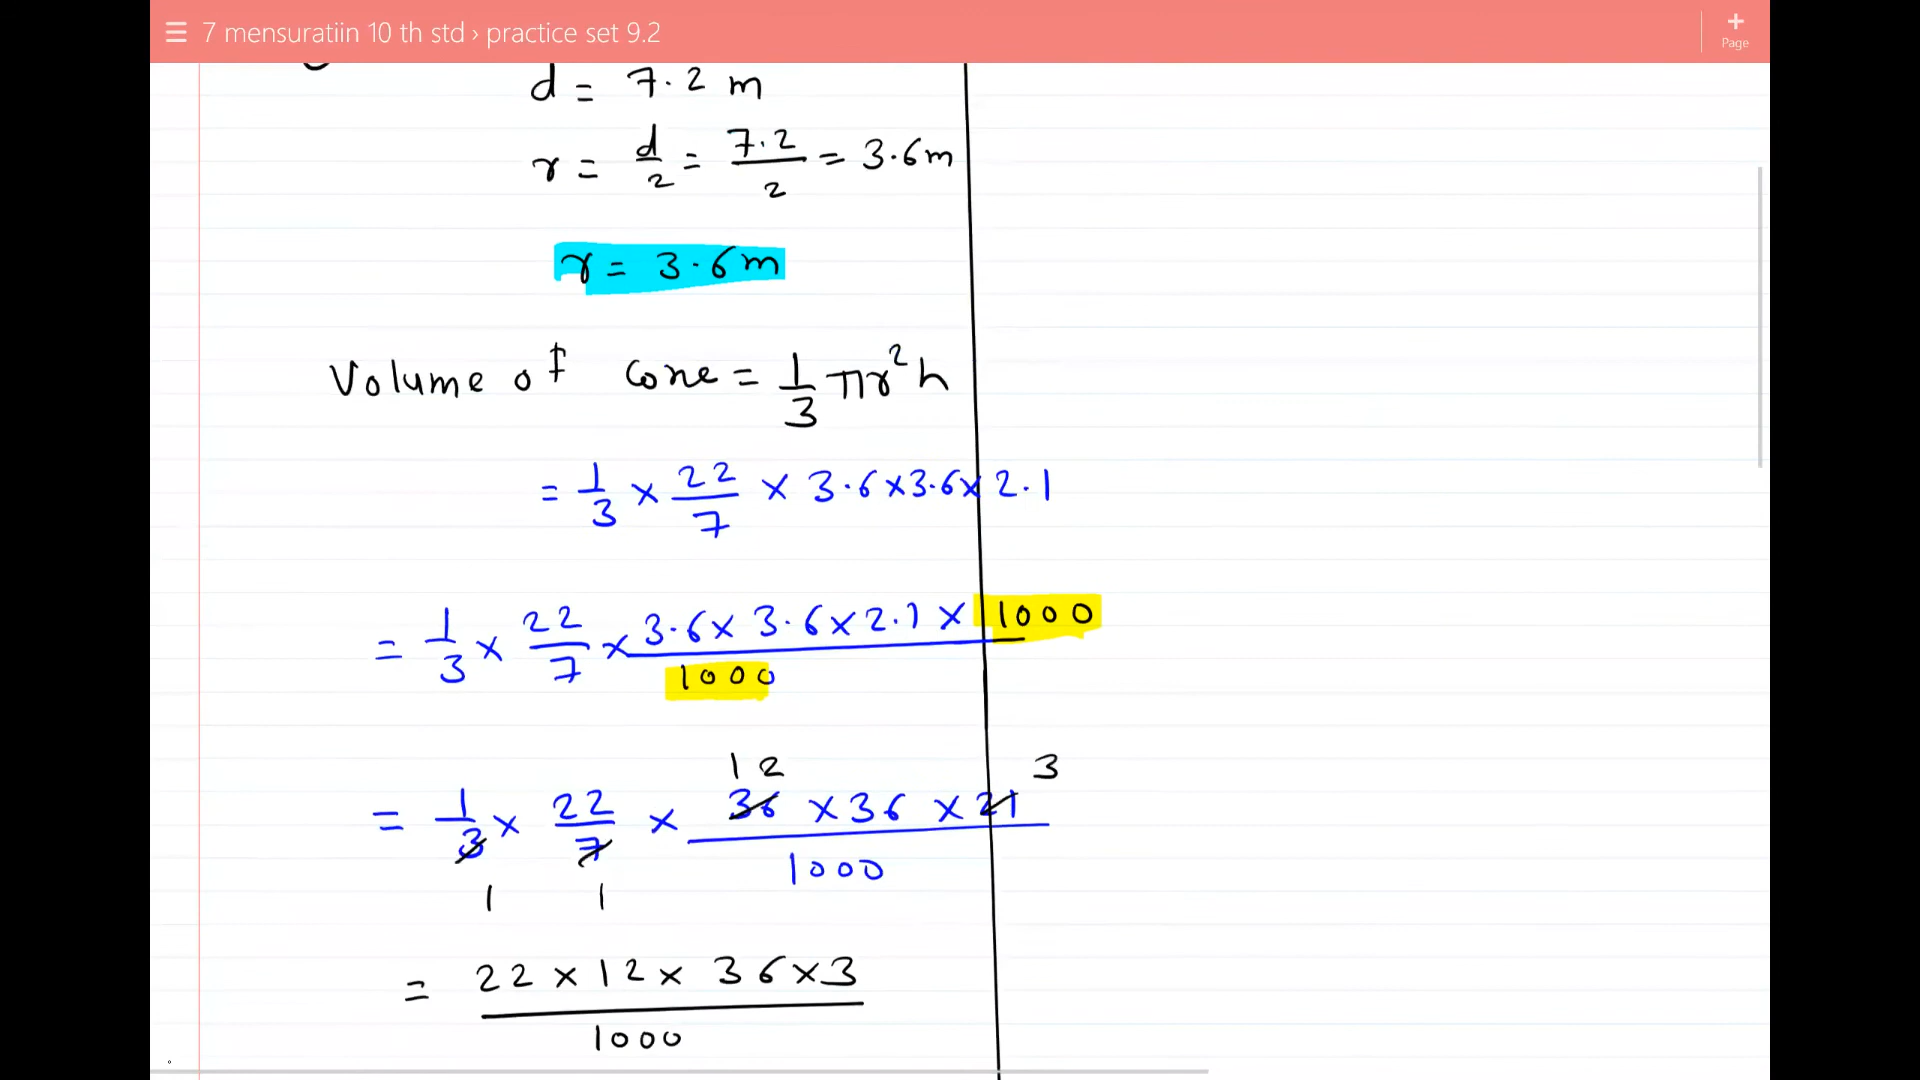 7 mensuratiin 10 th std › practice set 9.2
+
Page
d = 7.2 m
r = d/2 = 7.2/2 = 3.6m
r = 3.6m
Volume of cone = 1/3 πr²h
= 1/3 × 22/7 × 3.6×3.6×2.1
= 1/3 × 22/7 × 3.6× 3.6×2.1 × 1000 / 1000
12 3
= 1/3 × 22/7 × 36 ×36 ×21 / 1000
1 1
= 22 × 12 × 36×3 / 1000